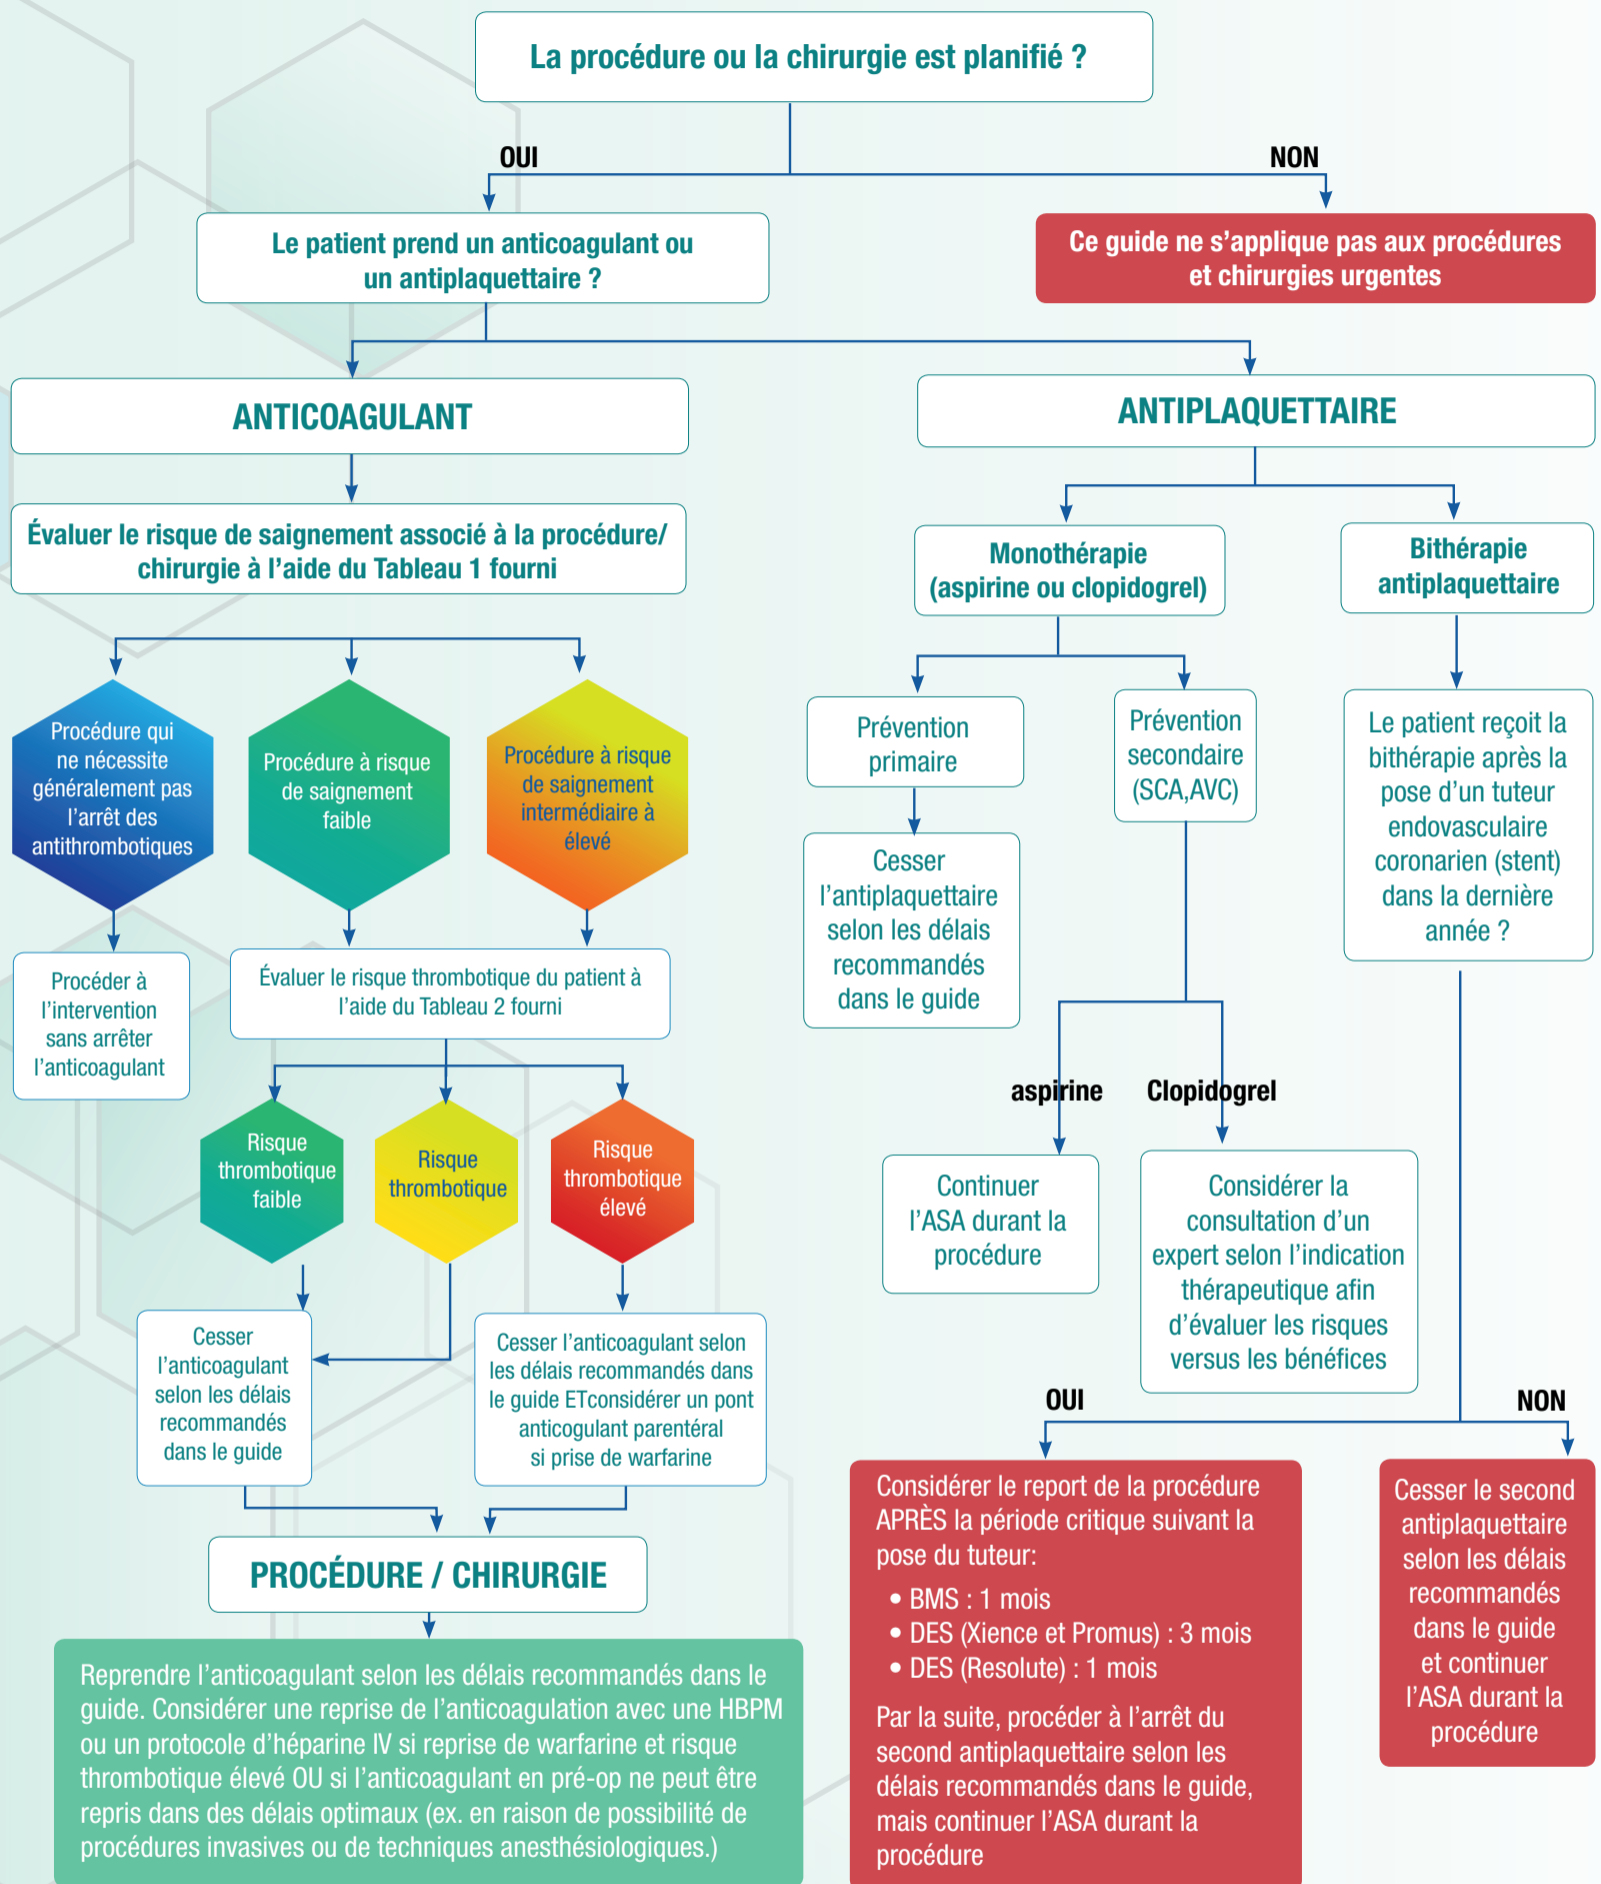 La procédure ou la chirurgie est planifié ?
OUI
NON
Le patient prend un anticoagulant ou
un antiplaquettaire ?
Ce guide ne s'applique pas aux procédures
et chirurgies urgentes
ANTICOAGULANT
ANTIPLAQUETTAIRE
Évaluer le risque de saignement associé à la procédure/
chirurgie à l'aide du Tableau 1 fourni
Monothérapie
(aspirine ou clopidogrel)
Bithérapie
antiplaquettaire
Procédure qui
ne nécessite
généralement pas
l'arrêt des
antithrombotiques
Procédure à risque
de saignement
faible
Procédure à risque
de saignement
intermédiaire à
élevé
Prévention
primaire
Prévention
secondaire
(SCA,AVC)
Le patient reçoit la
bithérapie après la
pose d'un tuteur
endovasculaire
coronarien (stent)
dans la dernière
année ?
Cesser
l'antiplaquettaire
selon les délais
recommandés
dans le guide
Procéder à
l'intervention
sans arrêter
l'anticoagulant
Évaluer le risque thrombotique du patient à
l'aide du Tableau 2 fourni
Risque
thrombotique
faible
Risque
thrombotique
Risque
thrombotique
élevé
aspirine
Clopidogrel
Continuer
l'ASA durant la
procédure
Considérer la
consultation d'un
expert selon l'indication
thérapeutique afin
d'évaluer les risques
versus les bénéfices
Cesser
l'anticoagulant
selon les délais
recommandés
dans le guide
Cesser l'anticoagulant selon
les délais recommandés dans
le guide ETconsidérer un pont
anticogulant parentéral
si prise de warfarine
OUI
NON
PROCÉDURE / CHIRURGIE
Reprendre l'anticoagulant selon les délais recommandés dans le
guide. Considérer une reprise de l'anticoagulation avec une HBPM
ou un protocole d'héparine IV si reprise de warfarine et risque
thrombotique élevé OU si l'anticoagulant en pré-op ne peut être
repris dans des délais optimaux (ex. en raison de possibilité de
procédures invasives ou de techniques anesthésiologiques.)
Considérer le report de la procédure
APRÈS la période critique suivant la
pose du tuteur:
• BMS : 1 mois
• DES (Xience et Promus) : 3 mois
• DES (Resolute) : 1 mois
Par la suite, procéder à l'arrêt du
second antiplaquettaire selon les
délais recommandés dans le guide,
mais continuer l'ASA durant la
procédure
Cesser le second
antiplaquettaire
selon les délais
recommandés
dans le guide
et continuer
l'ASA durant la
procédure